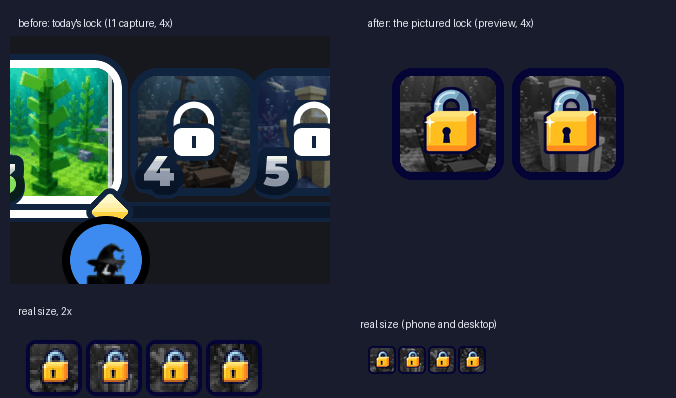 before: today's lock (l1 capture, 4x)
after: the pictured lock (preview, 4x)
4
5
real size, 2x
real size (phone and desktop)